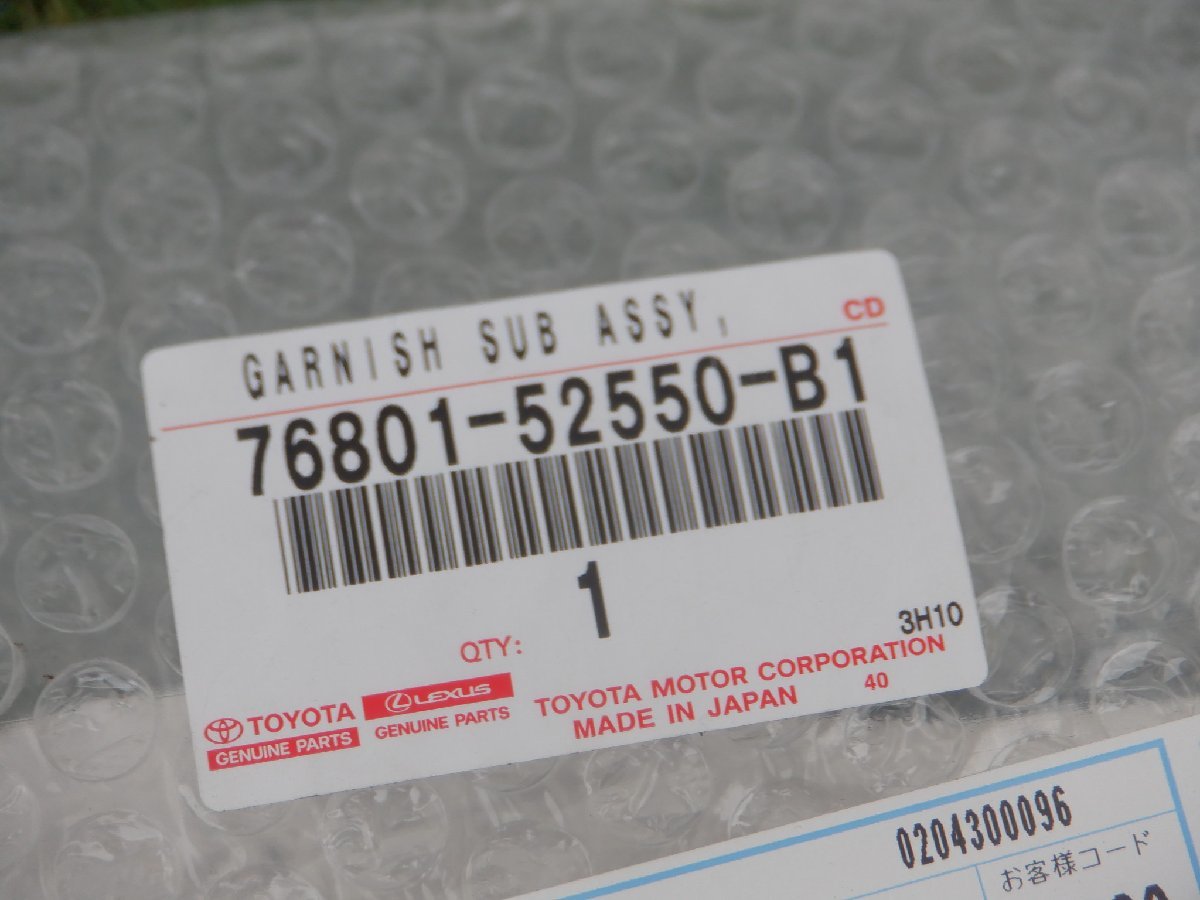 GARNISH SUB ASSY,
CD
76801-52550-B1
1
QTY:
3H10
TOYOTA
GENUINE PARTS
LEXUS
GENUINE PARTS
TOYOTA MOTOR CORPORATION
MADE IN JAPAN
40
0204300096
お客様コード